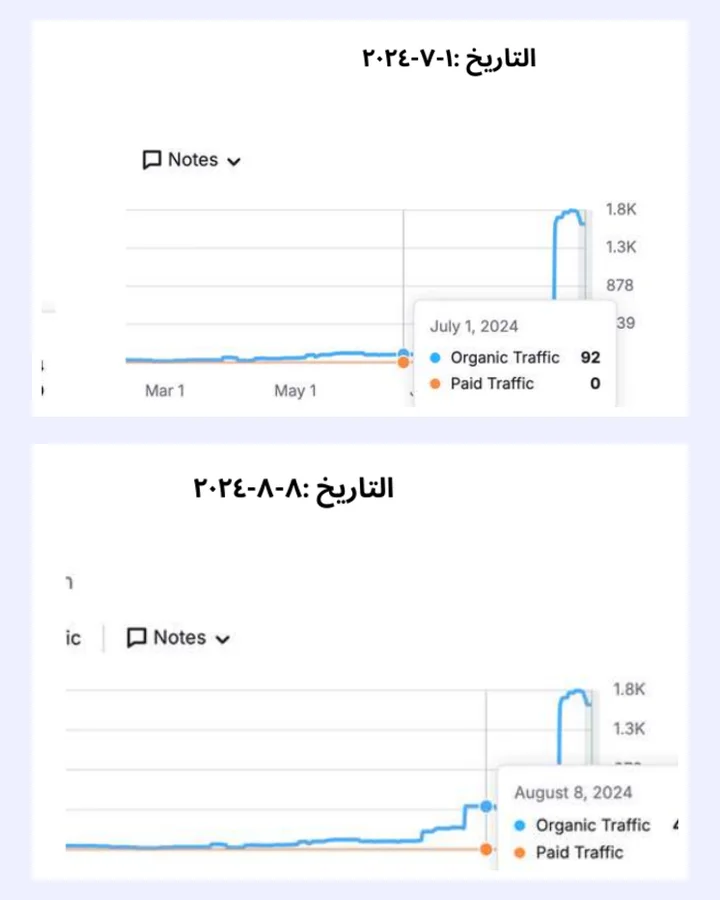 التاريخ :١-٧-٢٠٢٤
Notes
1.8K
1.3K
878
39
July 1, 2024
Organic Traffic 92
Paid Traffic 0
Mar 1
May 1
التاريخ :٨-٨-٢٠٢٤
ic
Notes
1.8K
1.3K
August 8, 2024
Organic Traffic
Paid Traffic